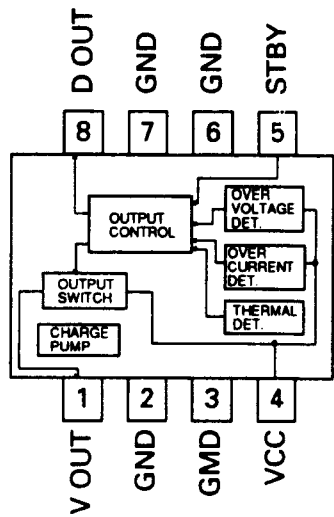 D OUT
GND
GND
STBY
8
7
6
5
OUTPUT
CONTROL
OVER
VOLTAGE
DET.
OVER
CURRENT
DET.
OUTPUT
SWITCH
THERMAL
DET.
CHARGE
PUMP
1
2
3
4
V OUT
GND
GMD
VCC